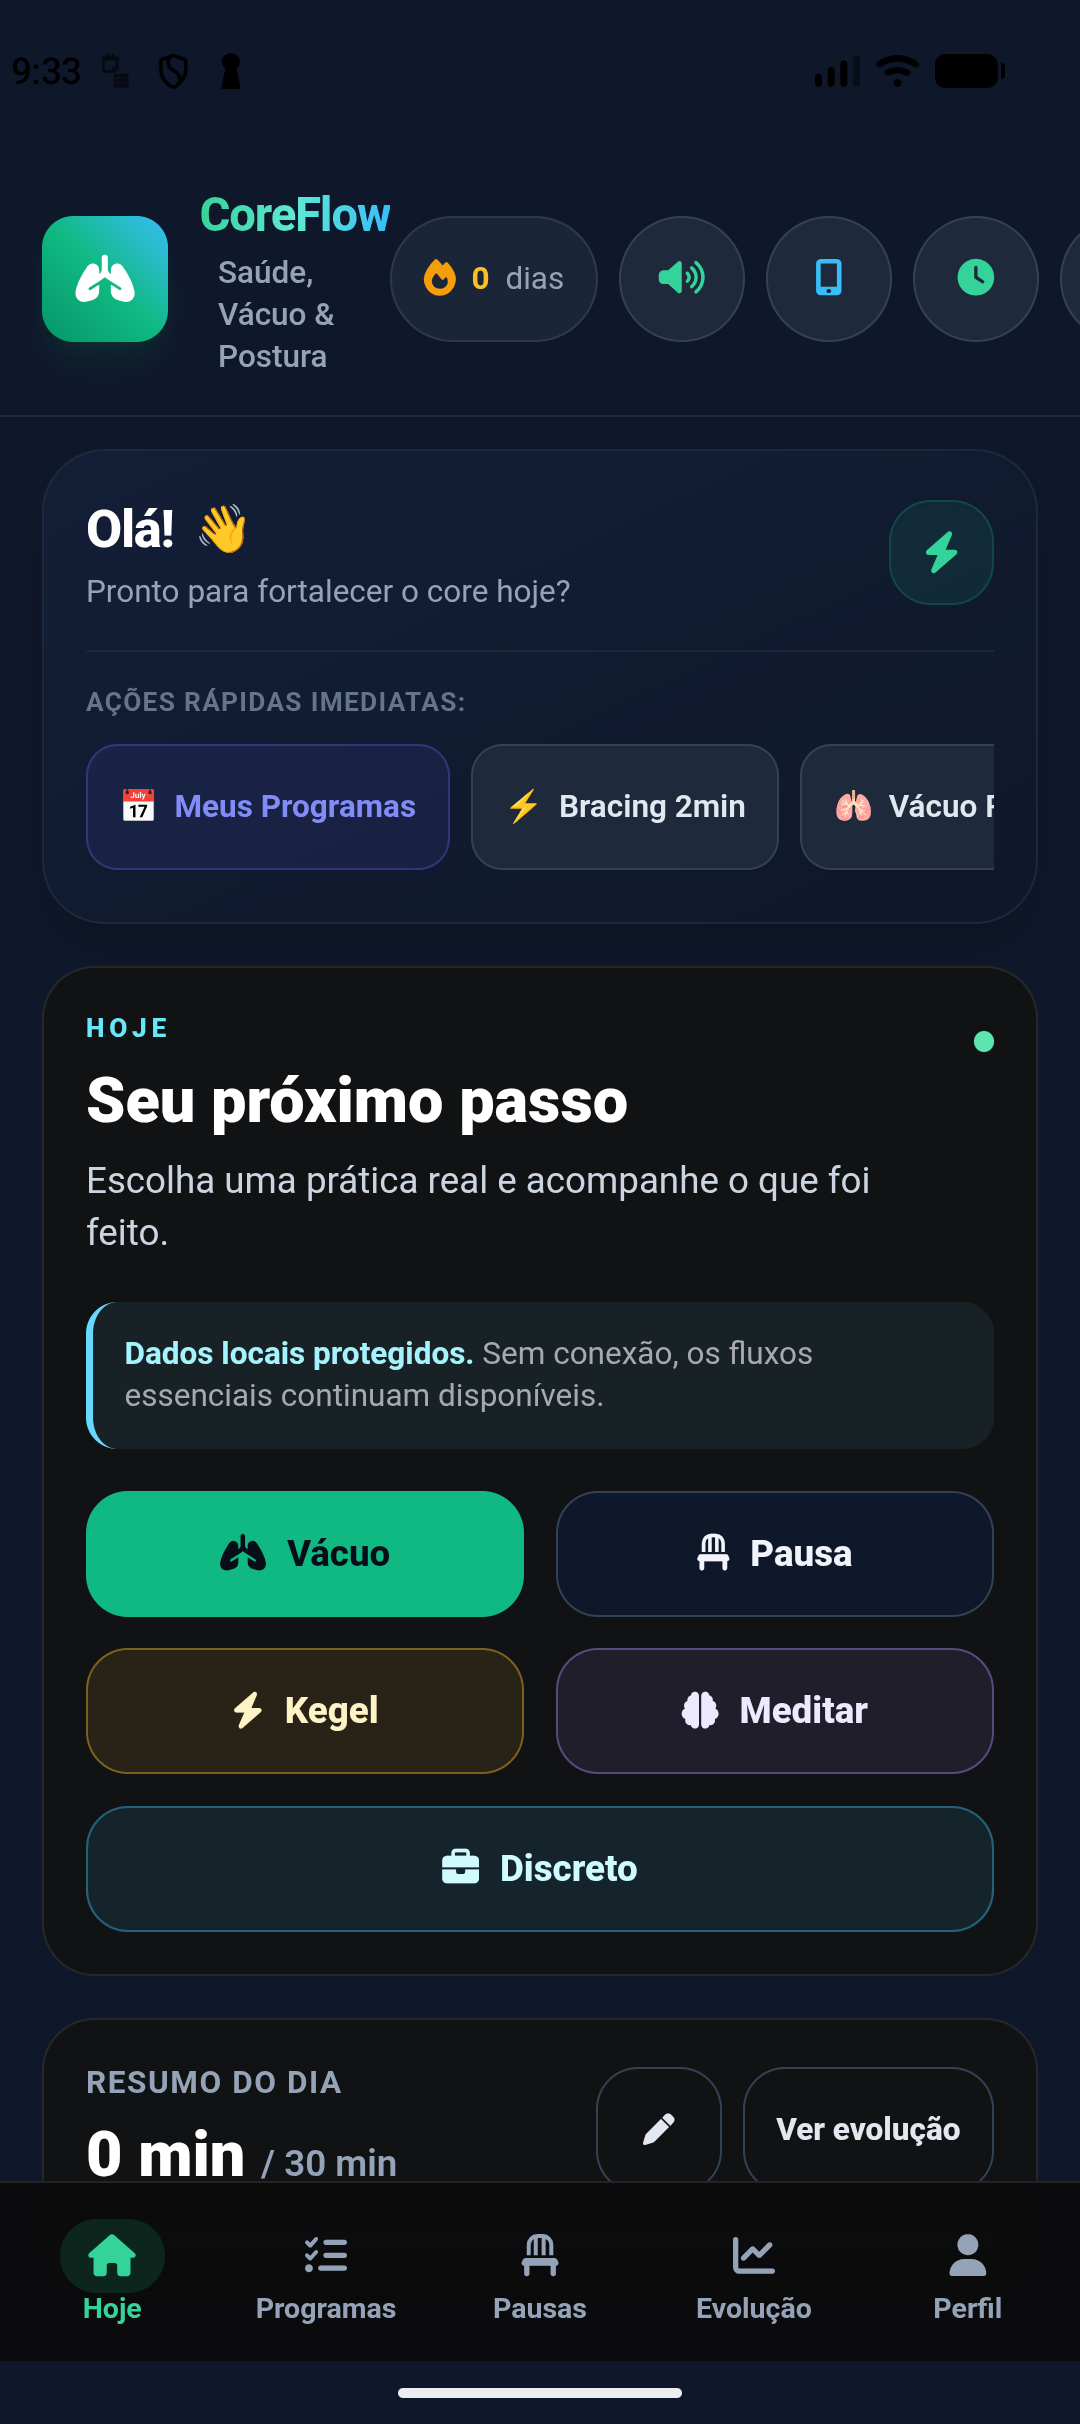 9:33
CoreFlow
Saúde,
Vácuo &
Postura
0 dias
Olá! 👋
Pronto para fortalecer o core hoje?
AÇÕES RÁPIDAS IMEDIATAS:
📅 Meus Programas
⚡ Bracing 2min
🫁 Vácuo
HOJE
Seu próximo passo
Escolha uma prática real e acompanhe o que foi
feito.
Dados locais protegidos. Sem conexão, os fluxos
essenciais continuam disponíveis.
Vácuo
Pausa
Kegel
Meditar
Discreto
RESUMO DO DIA
0 min / 30 min
Ver evolução
Hoje
Programas
Pausas
Evolução
Perfil